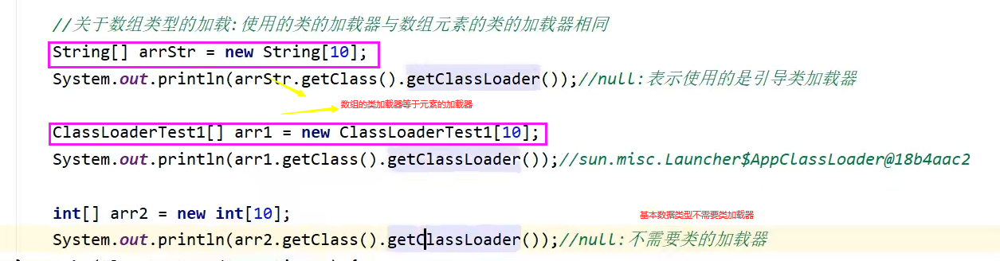 //关于数组类型的加载:使用的类的加载器与数组元素的类的加载器相同
String[] arrStr = new String[10];
System.out.println(arrStr.getClass().getClassLoader());//null:表示使用的是引导类加载器
数组的类加载器等于元素的加载器
ClassLoaderTest1[] arr1 = new ClassLoaderTest1[10];
System.out.println(arr1.getClass().getClassLoader());//sun.misc.Launcher$AppClassLoader@18b4aac2
int[] arr2 = new int[10];
基本数据类型不需要类加载器
System.out.println(arr2.getClass().getClassLoader());//null:不需要类的加载器